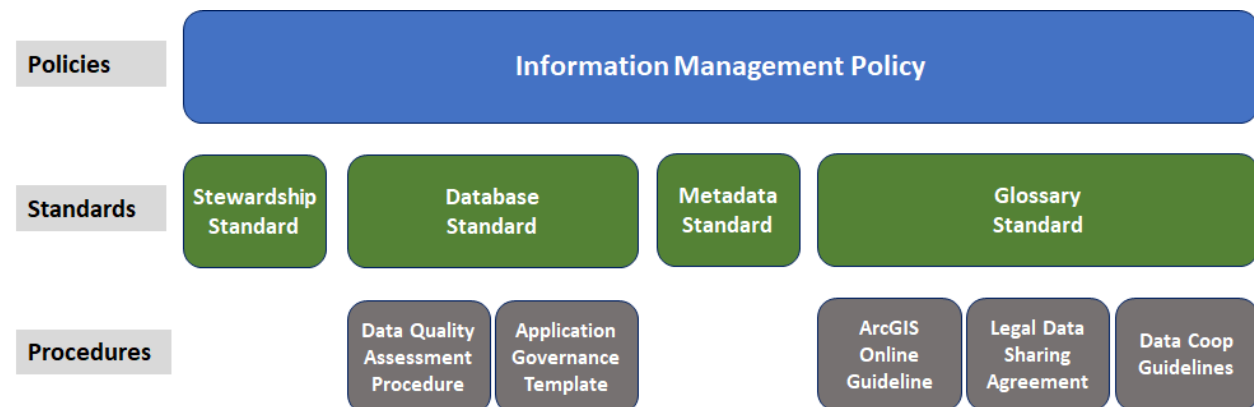 Policies
Information Management Policy
Standards
Stewardship
Standard
Database
Standard
Metadata
Standard
Glossary
Standard
Procedures
Data Quality
Assessment
Procedure
Application
Governance
Template
ArcGIS
Online
Guideline
Legal Data
Sharing
Agreement
Data Coop
Guidelines